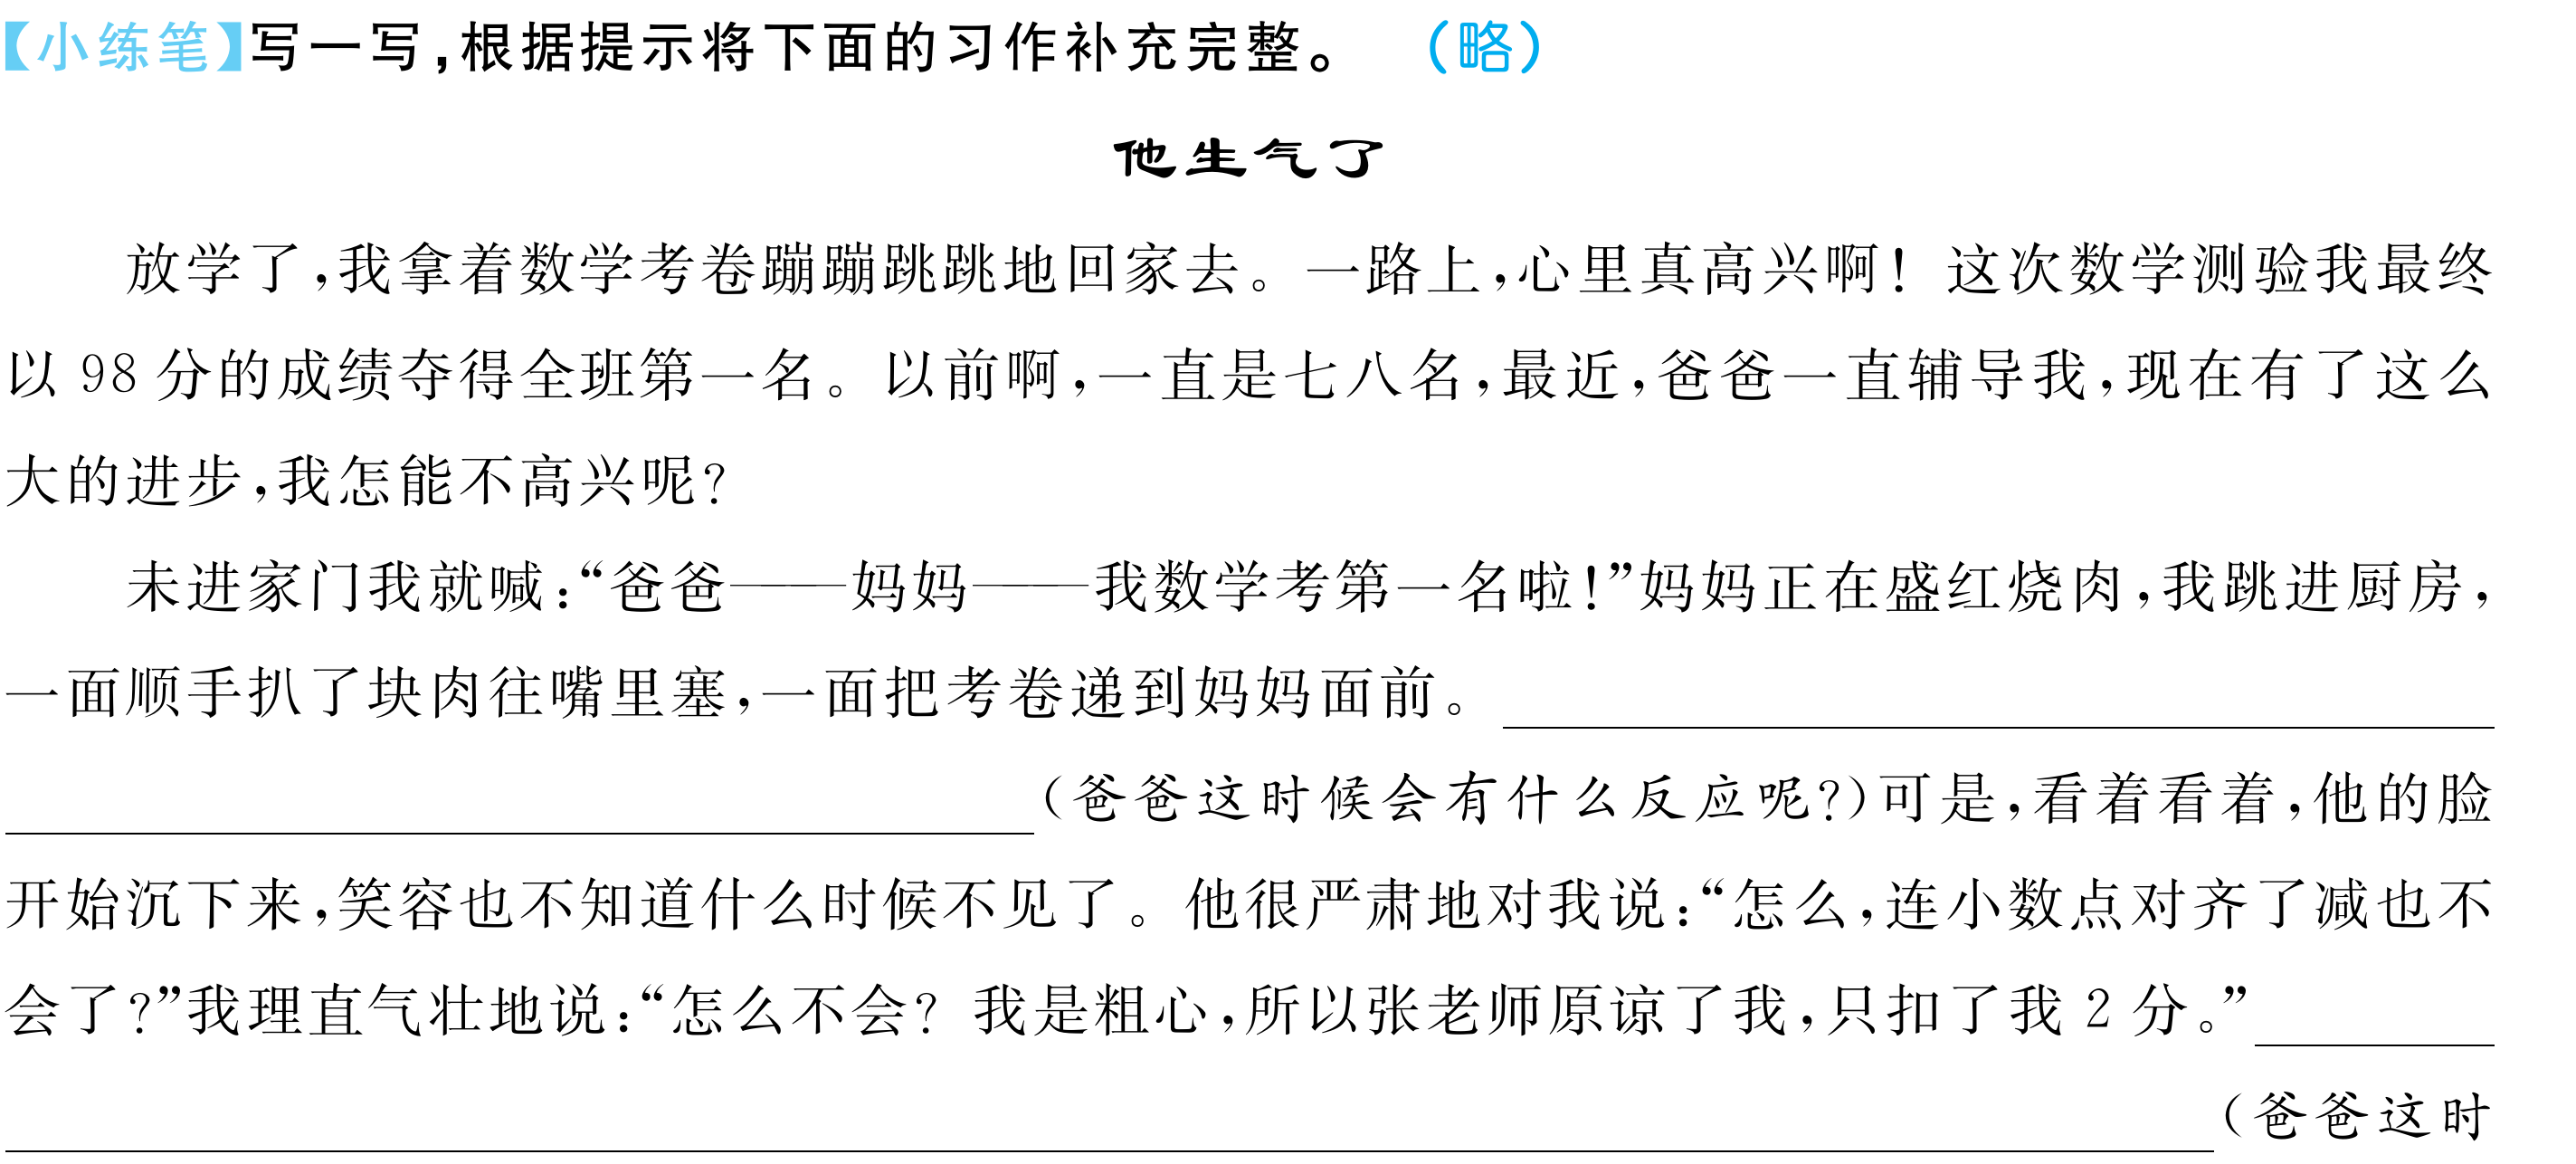 【小练笔】写一写,根据提示将下面的习作补充完整。 (略)
他生气了
放学了,我拿着数学考卷蹦蹦跳跳地回家去。一路上,心里真高兴啊! 这次数学测验我最终
以 98 分的成绩夺得全班第一名。以前啊,一直是七八名,最近,爸爸一直辅导我,现在有了这么
大的进步,我怎能不高兴呢?
未进家门我就喊:“爸爸——妈妈——我数学考第一名啦!”妈妈正在盛红烧肉,我跳进厨房,
一面顺手扒了块肉往嘴里塞,一面把考卷递到妈妈面前。
(爸爸这时候会有什么反应呢?)可是,看着看着,他的脸
开始沉下来,笑容也不知道什么时候不见了。他很严肃地对我说:“怎么,连小数点对齐了减也不
会了?”我理直气壮地说:“怎么不会? 我是粗心,所以张老师原谅了我,只扣了我 2 分。”
(爸爸这时